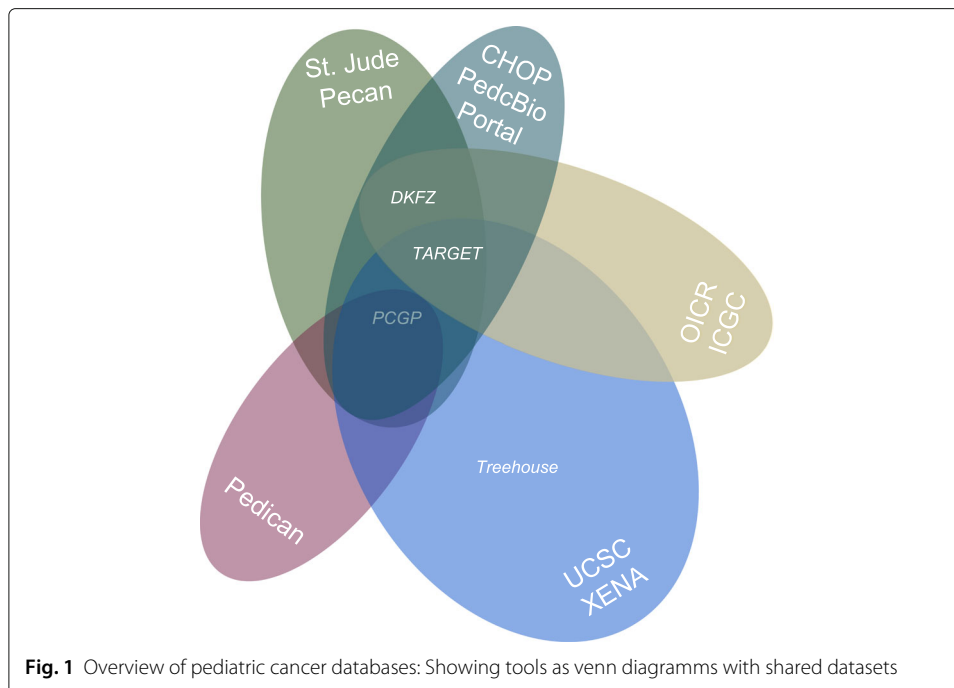 St. Jude
Pecan
CHOP
PedcBio
Portal
DKFZ
TARGET
OICR
ICGC
PCGP
Treehouse
Pedican
UCSC
XENA
Fig. 1 Overview of pediatric cancer databases: Showing tools as venn diagramms with shared datasets